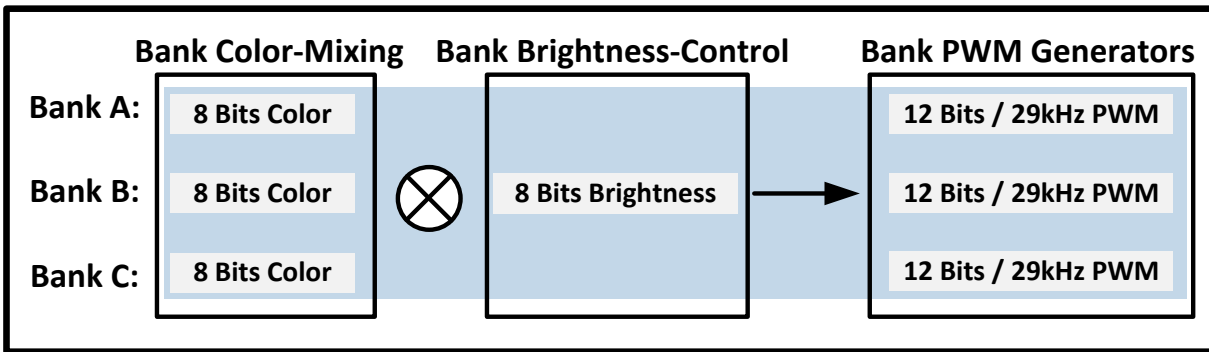 Bank Color-Mixing Bank Brightness-Control Bank PWM Generators
Bank A: 8 Bits Color 12 Bits / 29kHz PWM
Bank B: 8 Bits Color 8 Bits Brightness 12 Bits / 29kHz PWM
Bank C: 8 Bits Color 12 Bits / 29kHz PWM